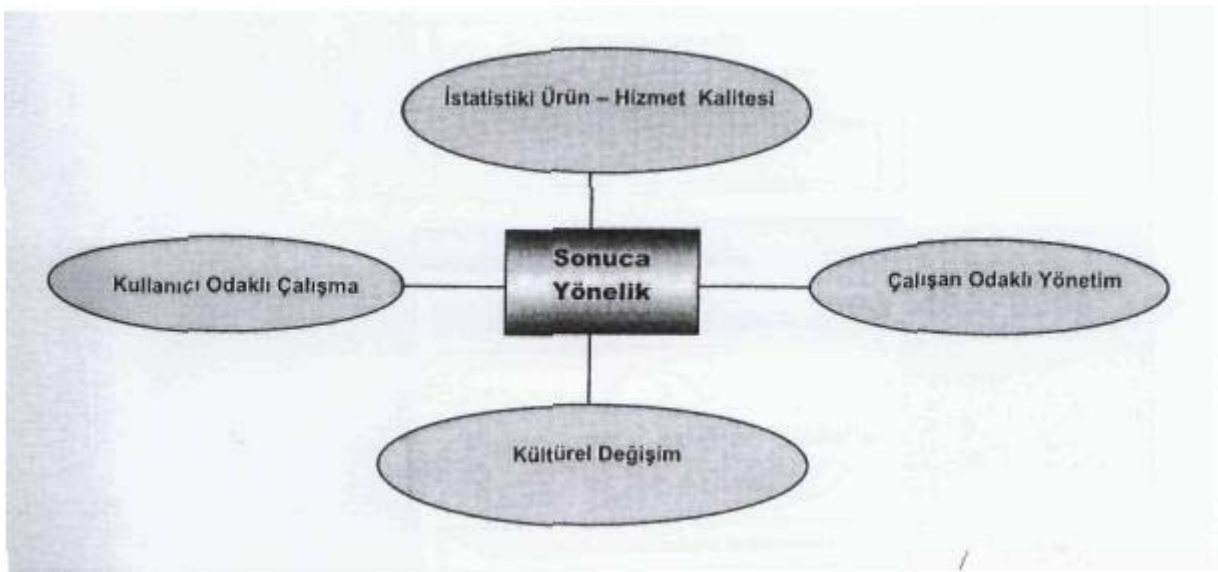 İstatistiki Ürün – Hizmet Kalitesi
Kullanıcı Odaklı Çalışma
Sonuca
Yönelik
Çalışan Odaklı Yönetim
Kültürel Değişim